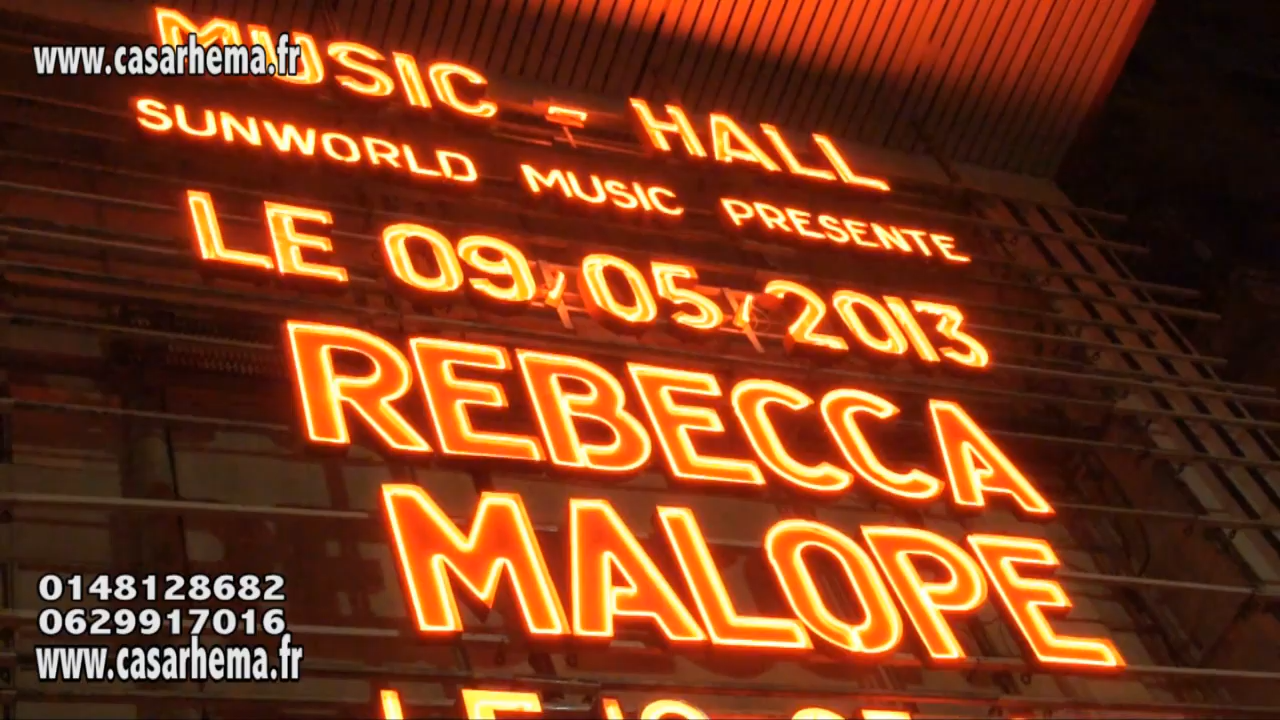 www.casarhema.fr
MUSIC - HALL
SUNWORLD MUSIC PRESENTE
LE 09/05/2013
REBECCA
MALOPE
0148128682
0629917016
www.casarhema.fr
LE